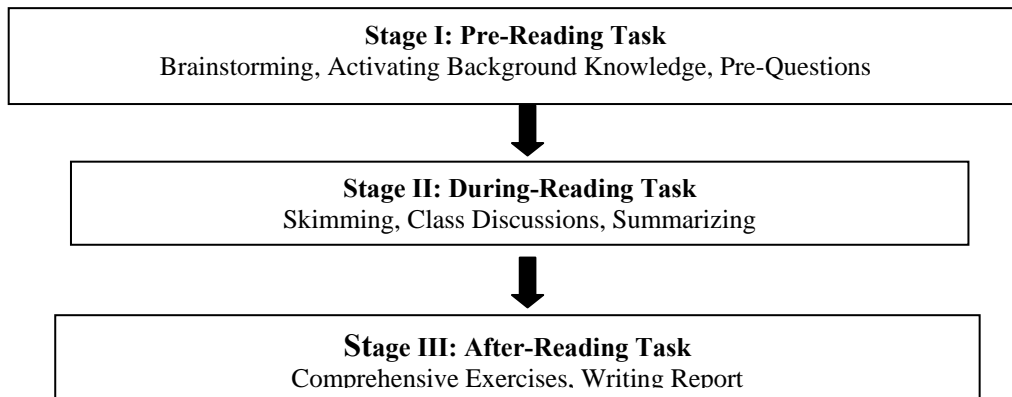 Stage I: Pre-Reading Task
Brainstorming, Activating Background Knowledge, Pre-Questions
Stage II: During-Reading Task
Skimming, Class Discussions, Summarizing
Stage III: After-Reading Task
Comprehensive Exercises, Writing Report